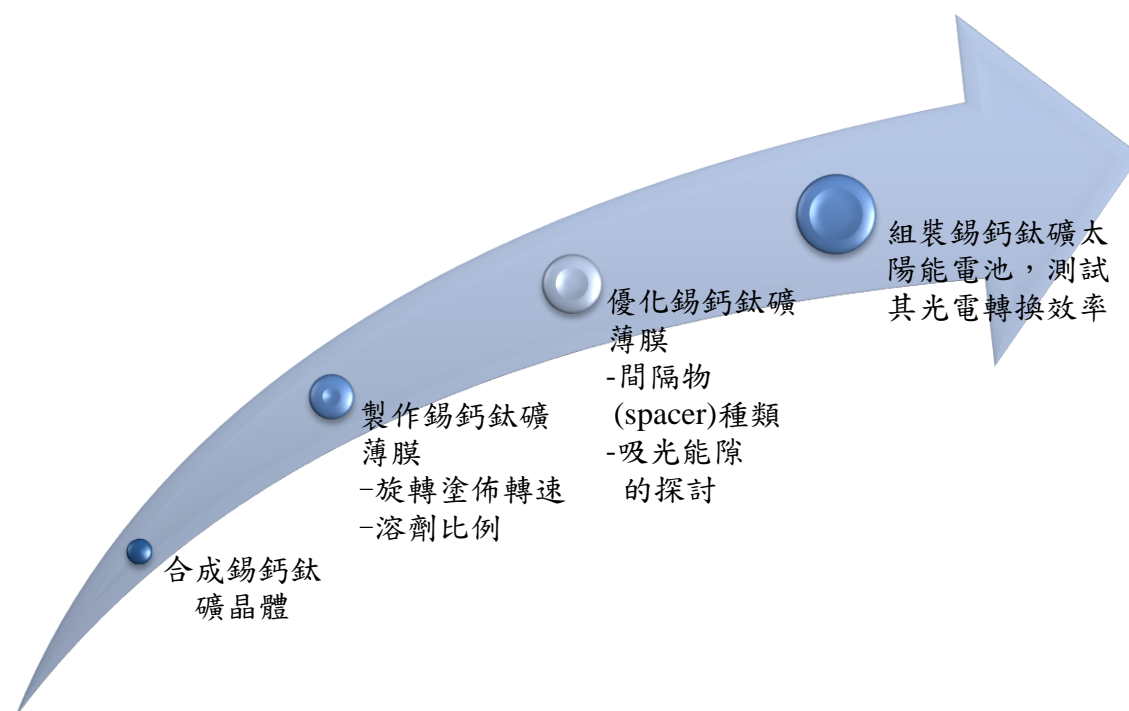 合成錫鈣鈦
礦晶體
製作錫鈣鈦礦
薄膜
-旋轉塗佈轉速
-溶劑比例
優化錫鈣鈦礦
薄膜
-間隔物
(spacer)種類
-吸光能隙
的探討
組裝錫鈣鈦礦太
陽能電池，測試
其光電轉換效率